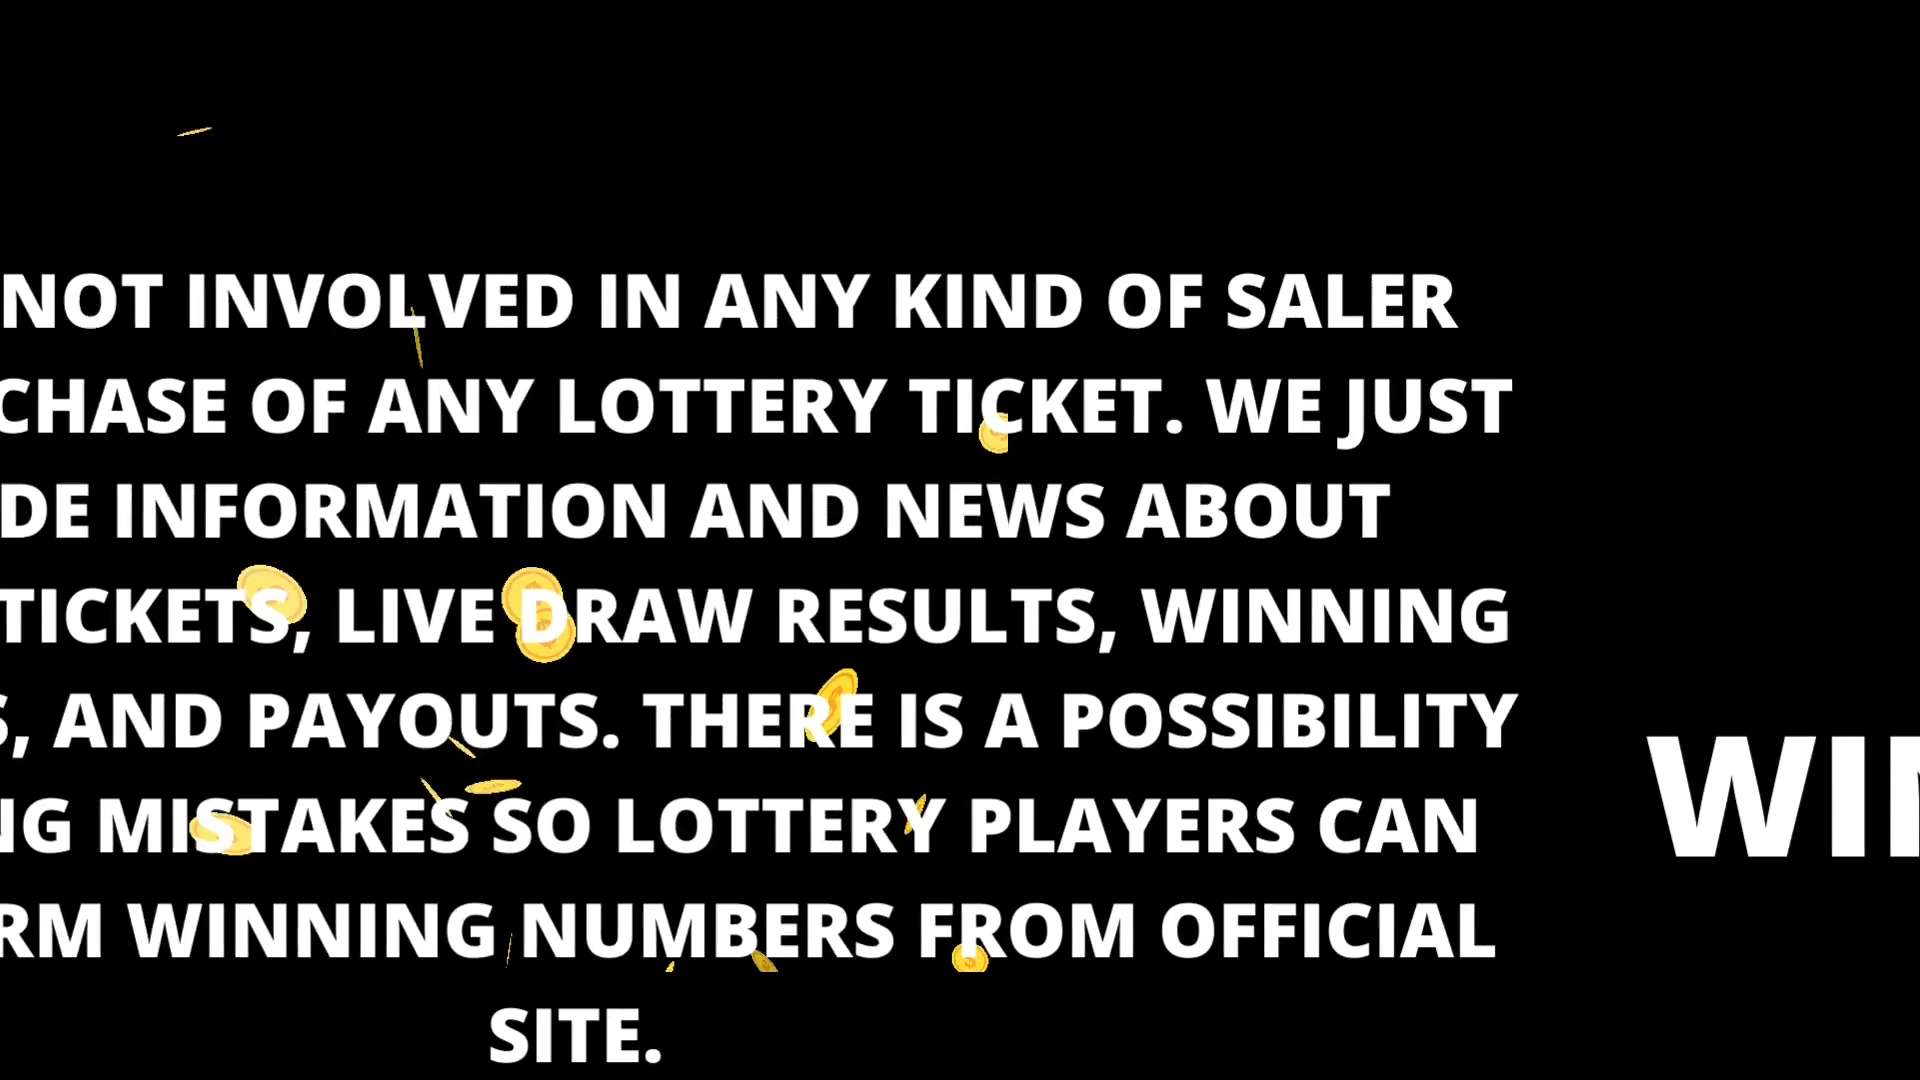 NOT INVOLVED IN ANY KIND OF SALER
CHASE OF ANY LOTTERY TICKET. WE JUST
DE INFORMATION AND NEWS ABOUT
TICKETS, LIVE DRAW RESULTS, WINNING
S, AND PAYOUTS. THERE IS A POSSIBILITY
NG MISTAKES SO LOTTERY PLAYERS CAN
RM WINNING NUMBERS FROM OFFICIAL
SITE.
WIN